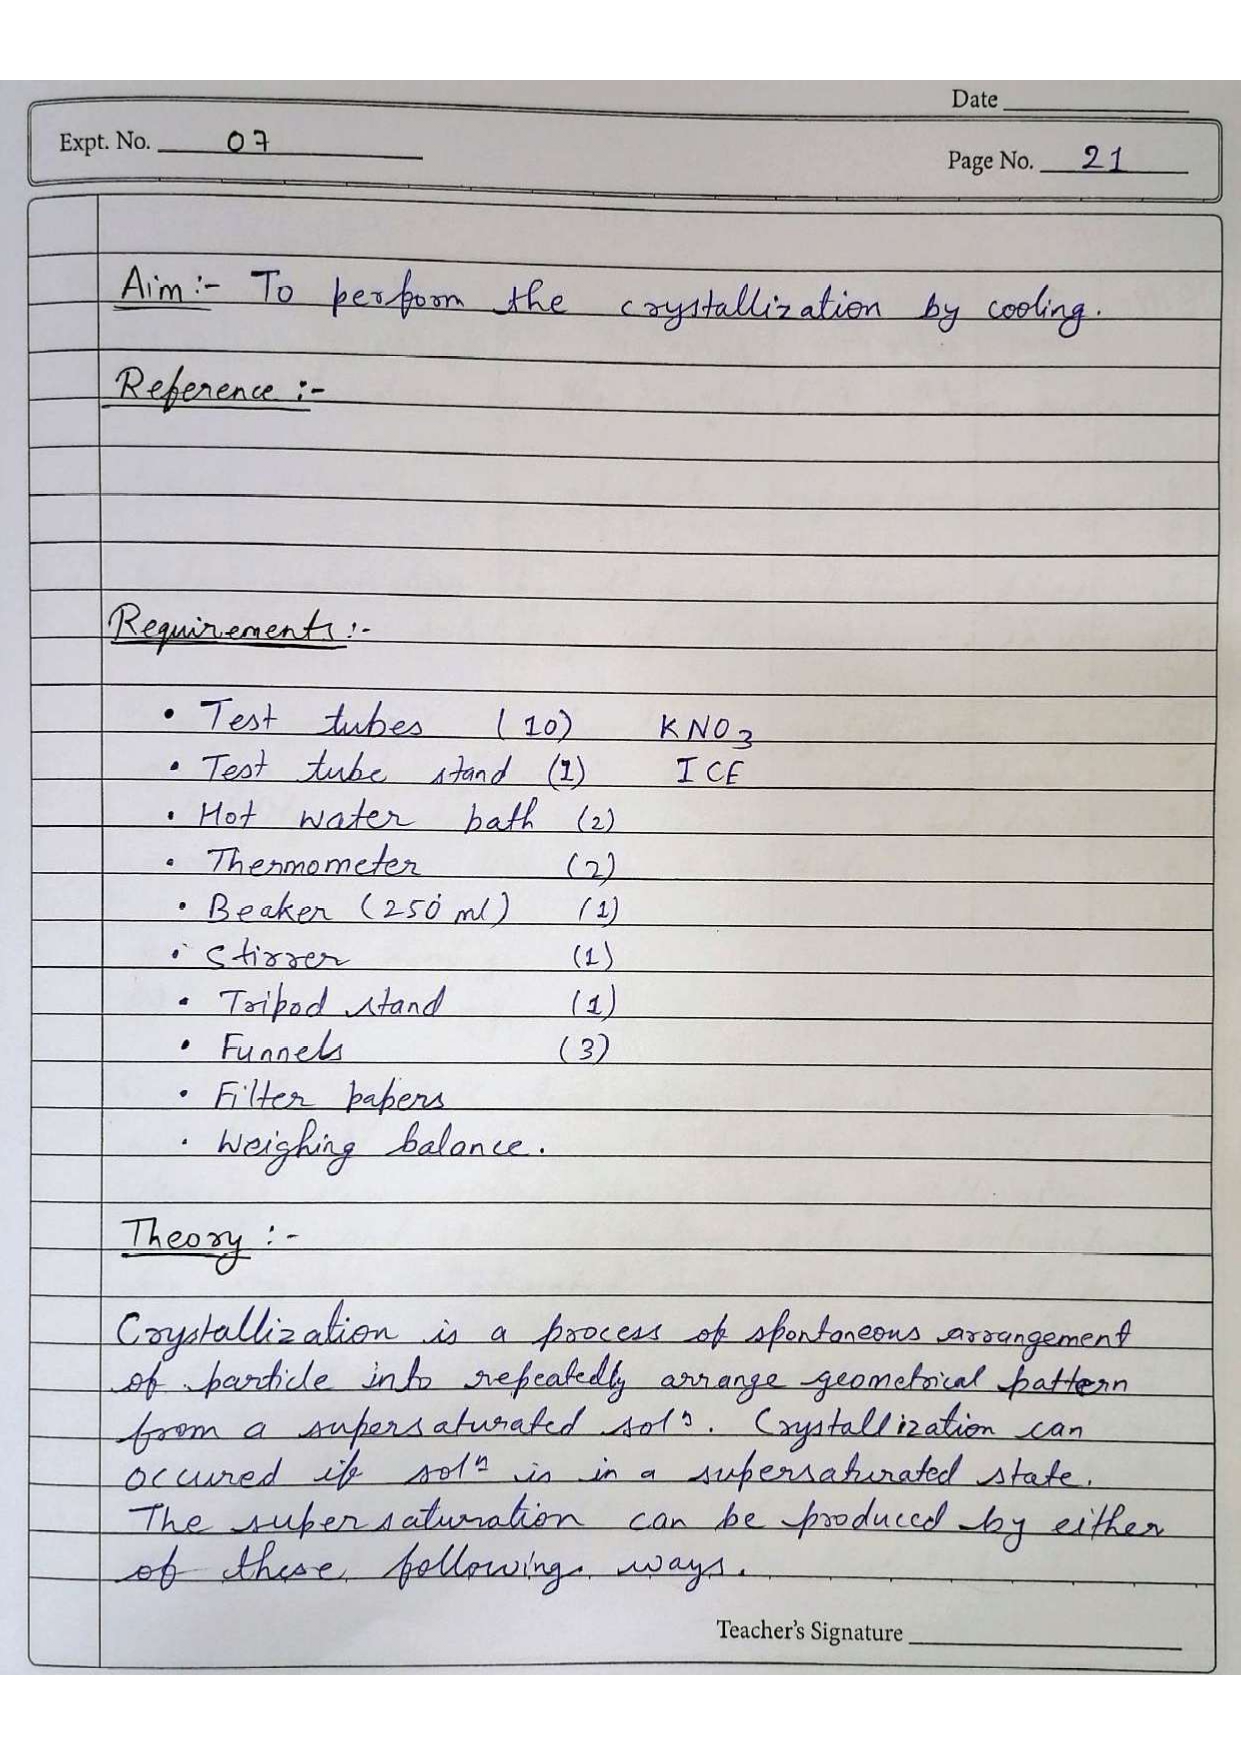 Date
Expt. No. 07
Page No. 21
Aim :- To perform the crystallization by cooling.
Reference :-
Requirements :-
• Test tubes (10) KNO3
• Test tube stand (1) ICE
• Hot water bath (2)
• Thermometer (2)
• Beaker (250 ml) (1)
• Stirrer (1)
• Tripod stand (1)
• Funnels (3)
• Filter papers
• Weighing balance.
Theory :-
Crystallization is a process of spontaneous arrangement
of particle into repeatedly arrange geometrical pattern
from a supersaturated solⁿ. Crystallization can
occured if solⁿ is in a supersaturated state.
The supersaturation can be produced by either
of these following ways.
Teacher's Signature